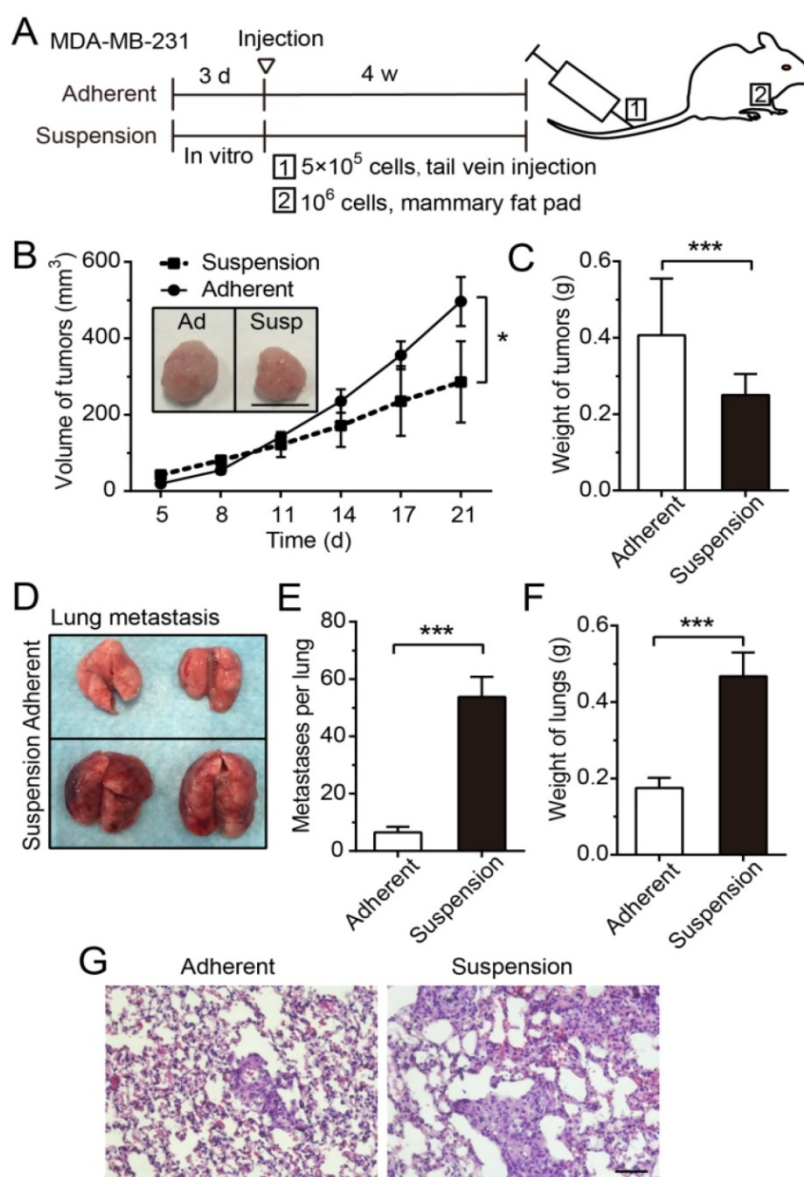 A
MDA-MB-231
Injection
3 d
4 w
Adherent
Suspension
In vitro
1 5×10⁵ cells, tail vein injection
2 10⁶ cells, mammary fat pad
1
2
B
Volume of tumors (mm³)
600
400
200
0
Suspension
Adherent
Ad
Susp
*
5 8 11 14 17 21
Time (d)
C
Weight of tumors (g)
0.6
0.4
0.2
0.0
***
Adherent
Suspension
D
Lung metastasis
Suspension Adherent
E
Metastases per lung
80
60
40
20
0
***
Adherent
Suspension
F
Weight of lungs (g)
0.6
0.4
0.2
0.0
***
Adherent
Suspension
G
Adherent
Suspension